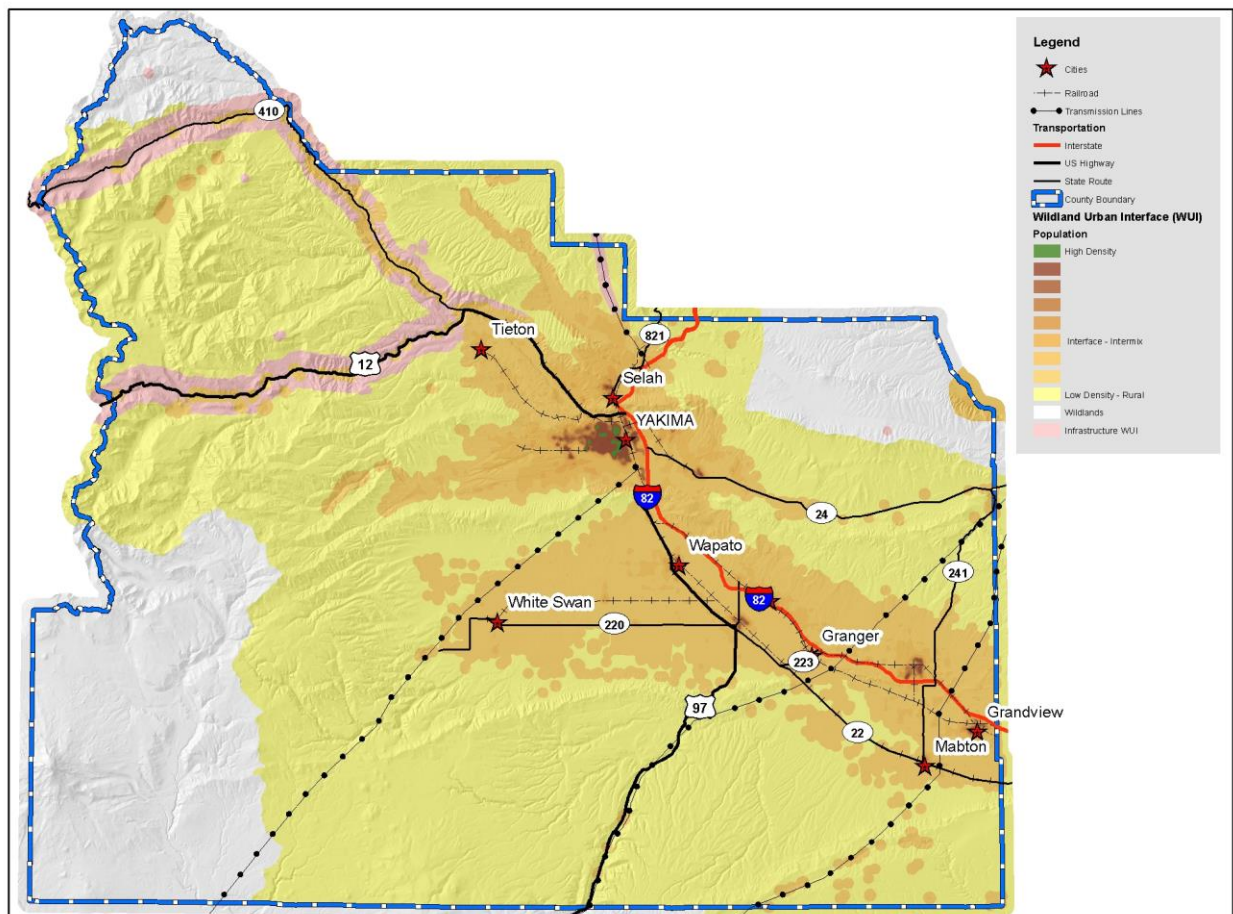 410
12
Tieton
821
Selah
YAKIMA
82
24
Wapato
82
241
White Swan
220
Granger
223
97
22
Grandview
Mabton
Legend
Cities
Railroad
Transmission Lines
Transportation
Interstate
US Highway
State Route
County Boundary
Wildland Urban Interface (WUI)
Population
High Density
Interface - Intermix
Low Density - Rural
Wildlands
Infrastructure WUI